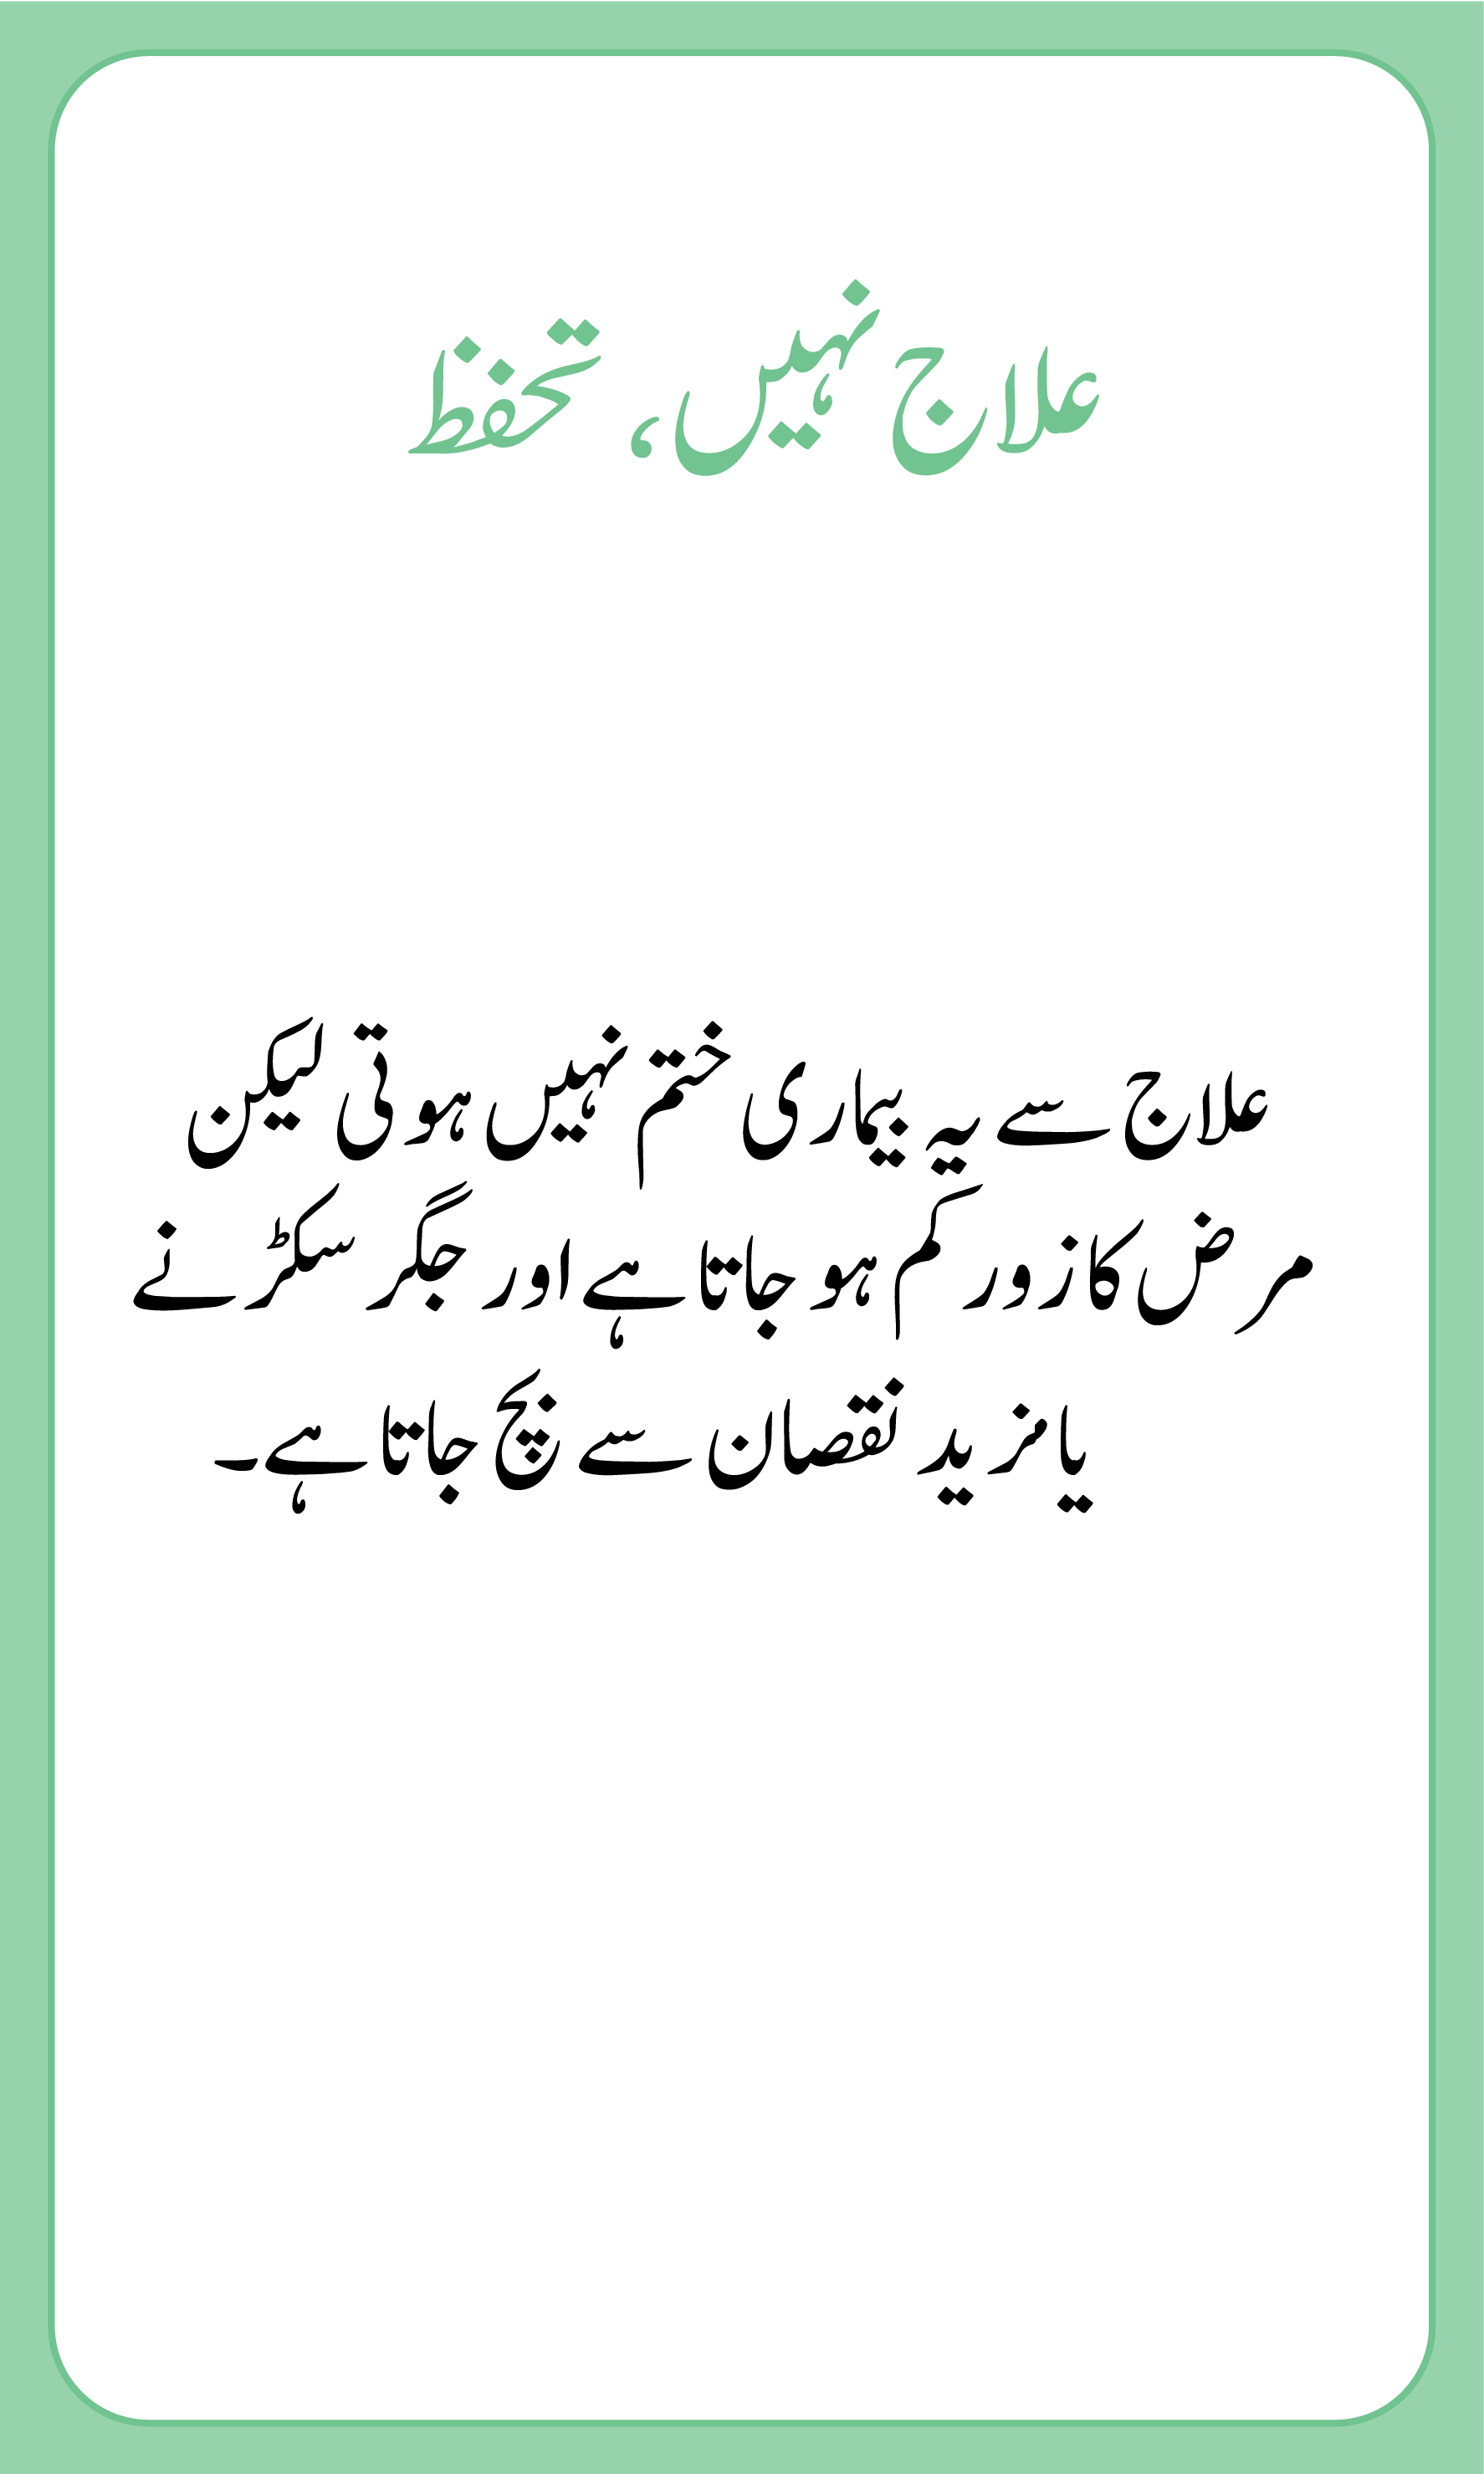 علاج نہیں، تحفظ
علاج سے بیماری ختم نہیں ہوتی لیکن
مرض کا زور کم ہو جاتا ہے اور جگر سکڑنے
یا مزید نقصان سے بچ جاتا ہے۔